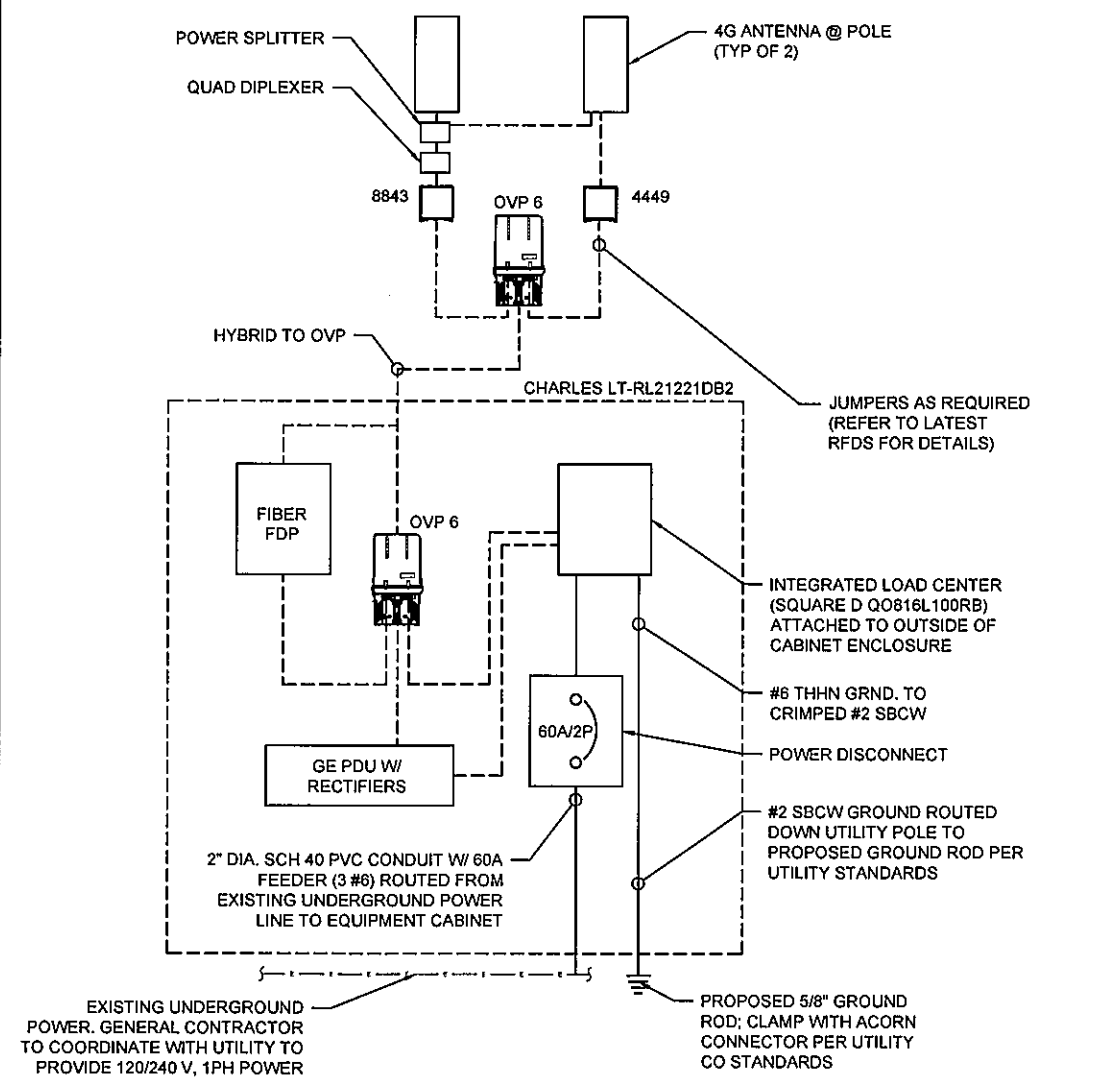 POWER SPLITTER
QUAD DIPLEXER
4G ANTENNA @ POLE
(TYP OF 2)
8843
OVP 6
4449
HYBRID TO OVP
CHARLES LT-RL21221DB2
JUMPERS AS REQUIRED
(REFER TO LATEST
RFDS FOR DETAILS)
FIBER
FDP
OVP 6
INTEGRATED LOAD CENTER
(SQUARE D QO816L100RB)
ATTACHED TO OUTSIDE OF
CABINET ENCLOSURE
#6 THHN GRND. TO
CRIMPED #2 SBCW
60A/2P
POWER DISCONNECT
GE PDU W/
RECTIFIERS
#2 SBCW GROUND ROUTED
DOWN UTILITY POLE TO
PROPOSED GROUND ROD PER
UTILITY STANDARDS
2" DIA. SCH 40 PVC CONDUIT W/ 60A
FEEDER (3 #6) ROUTED FROM
EXISTING UNDERGROUND POWER
LINE TO EQUIPMENT CABINET
EXISTING UNDERGROUND
POWER. GENERAL CONTRACTOR
TO COORDINATE WITH UTILITY TO
PROVIDE 120/240 V, 1PH POWER
PROPOSED 5/8" GROUND
ROD; CLAMP WITH ACORN
CONNECTOR PER UTILITY
CO STANDARDS